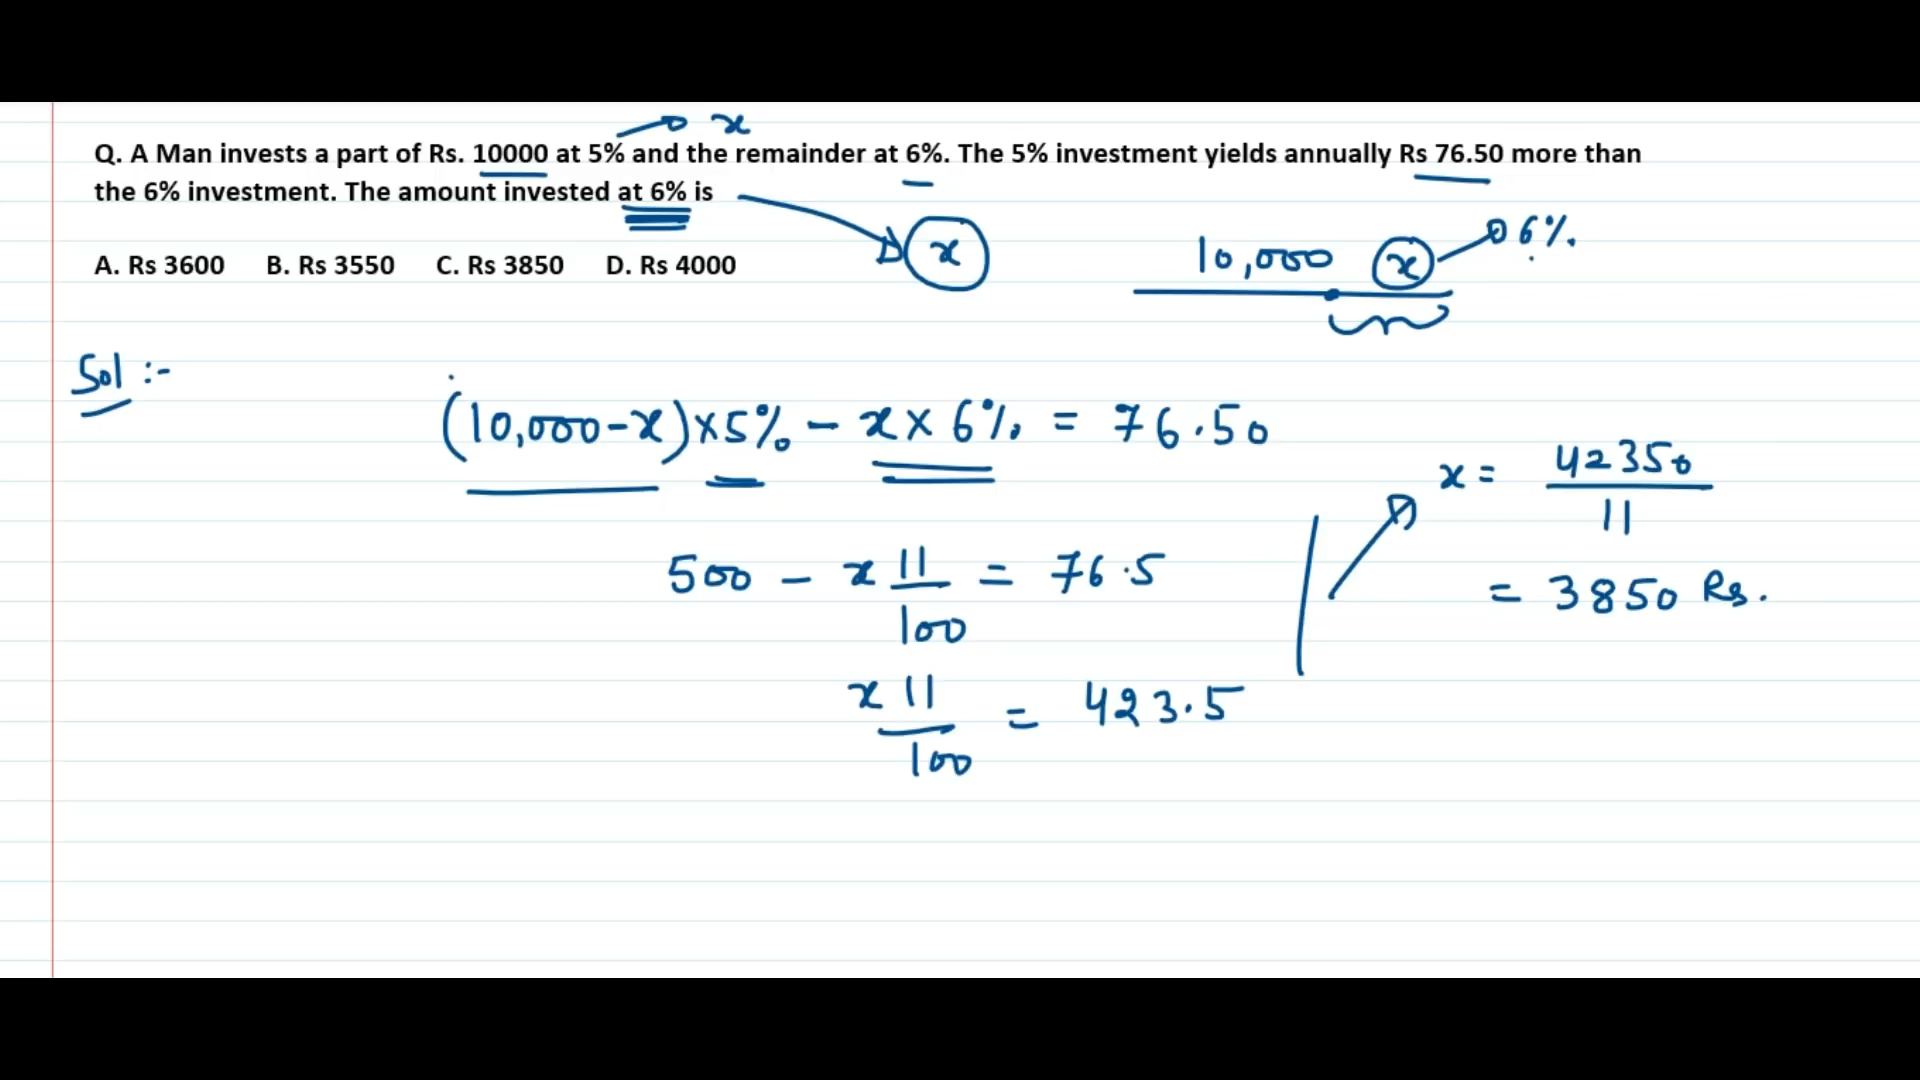 x
Q. A Man invests a part of Rs. 10000 at 5% and the remainder at 6%. The 5% investment yields annually Rs 76.50 more than
the 6% investment. The amount invested at 6% is
A. Rs 3600 B. Rs 3550 C. Rs 3850 D. Rs 4000
x
10,000 x 6%.
Sol :-
(10,000-x)×5% - x × 6% = 76.50
500 - x 11/100 = 76.5
x 11/100 = 423.5
x = 42350/11
= 3850 Rs.